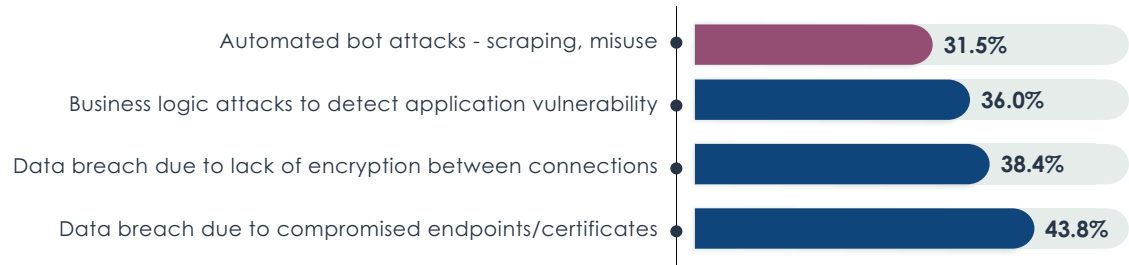 Automated bot attacks - scraping, misuse
31.5%
Business logic attacks to detect application vulnerability
36.0%
Data breach due to lack of encryption between connections
38.4%
Data breach due to compromised endpoints/certificates
43.8%